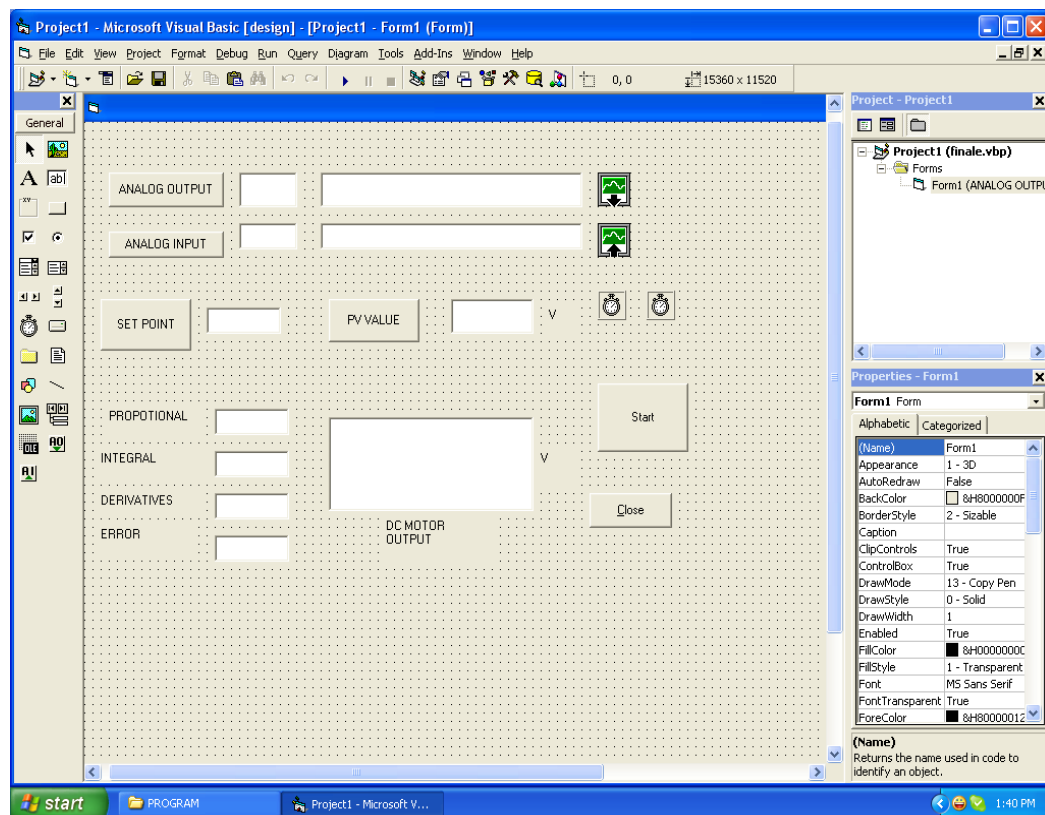 Project1 - Microsoft Visual Basic [design] - [Project1 - Form1 (Form)]
File Edit View Project Format Debug Run Query Diagram Tools Add-Ins Window Help
0, 0 15360 x 11520
General
A ab|
xv
OLE AO
AI
ANALOG OUTPUT
ANALOG INPUT
SET POINT PV VALUE V
PROPOTIONAL
INTEGRAL
DERIVATIVES
ERROR
V
DC MOTOR
OUTPUT
Start
Close
Project - Project1
Project1 (finale.vbp)
Forms
Form1 (ANALOG OUTPU
Properties - Form1
Form1 Form
Alphabetic Categorized
(Name) Form1
Appearance 1 - 3D
AutoRedraw False
BackColor &H8000000F
BorderStyle 2 - Sizable
Caption
ClipControls True
ControlBox True
DrawMode 13 - Copy Pen
DrawStyle 0 - Solid
DrawWidth 1
Enabled True
FillColor &H0000000C
FillStyle 1 - Transparent
Font MS Sans Serif
FontTransparent True
ForeColor &H80000012
(Name)
Returns the name used in code to
identify an object.
start PROGRAM Project1 - Microsoft V... 1:40 PM